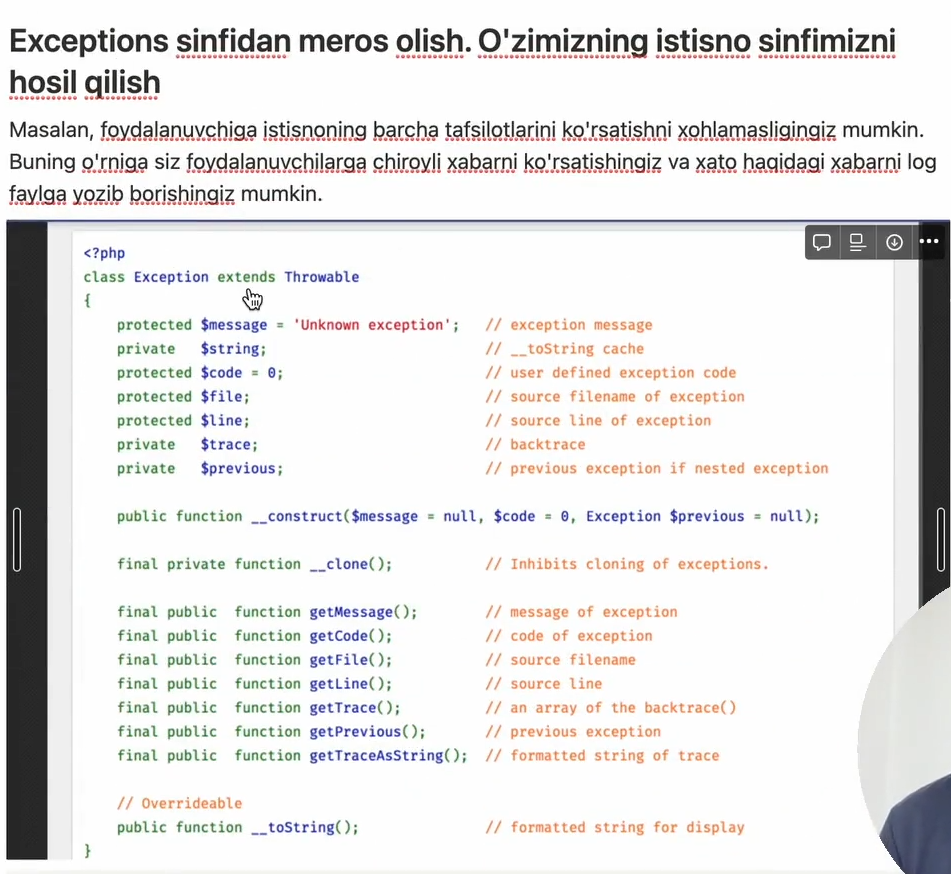 Exceptions sinfidan meros olish. O'zimizning istisno sinfimizni
hosil qilish
Masalan, foydalanuvchiga istisnoning barcha tafsilotlarini ko'rsatishni xohlamasligingiz mumkin.
Buning o'rniga siz foydalanuvchilarga chiroyli xabarni ko'rsatishingiz va xato haqidagi xabarni log
faylga yozib borishingiz mumkin.
<?php
class Exception extends Throwable
{
    protected $message = 'Unknown exception';   // exception message
    private   $string;                          // __toString cache
    protected $code = 0;                        // user defined exception code
    protected $file;                            // source filename of exception
    protected $line;                            // source line of exception
    private   $trace;                           // backtrace
    private   $previous;                        // previous exception if nested exception
    public function __construct($message = null, $code = 0, Exception $previous = null);
    final private function __clone();           // Inhibits cloning of exceptions.
    final public  function getMessage();        // message of exception
    final public  function getCode();           // code of exception
    final public  function getFile();           // source filename
    final public  function getLine();           // source line
    final public  function getTrace();          // an array of the backtrace()
    final public  function getPrevious();       // previous exception
    final public  function getTraceAsString();  // formatted string of trace
    // Overrideable
    public function __toString();               // formatted string for display
}